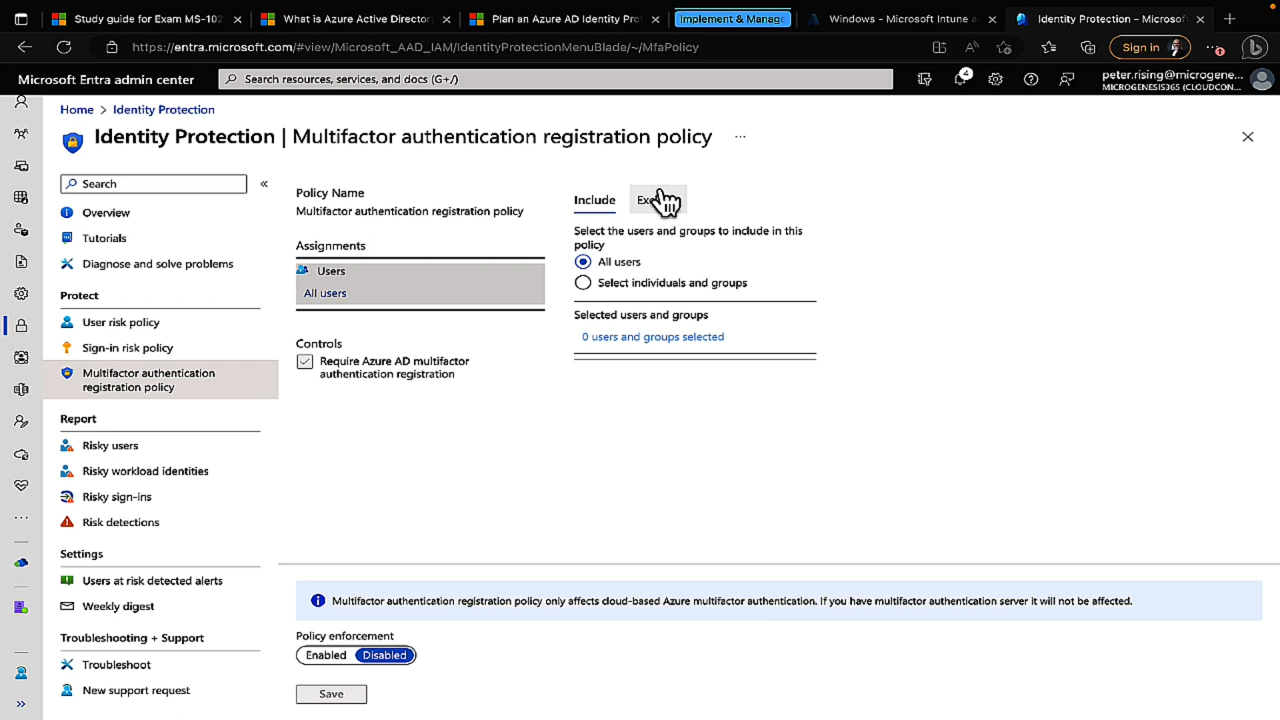 Study guide for Exam MS-102
What is Azure Active Director
Plan an Azure AD Identity Prot
Implement & Manage
Windows - Microsoft Intune a
Identity Protection - Microsof
https://entra.microsoft.com/#view/Microsoft_AAD_IAM/IdentityProtectionMenuBlade/~/MfaPolicy
Sign in
Microsoft Entra admin center
Search resources, services, and docs (G+/)
4
peter.rising@microgene...
MICROGENESIS365 (CLOUDCON...
Home > Identity Protection
Identity Protection | Multifactor authentication registration policy
Search
Overview
Tutorials
Diagnose and solve problems
Protect
User risk policy
Sign-in risk policy
Multifactor authentication
registration policy
Report
Risky users
Risky workload identities
Risky sign-ins
Risk detections
Settings
Users at risk detected alerts
Weekly digest
Troubleshooting + Support
Troubleshoot
New support request
Policy Name
Multifactor authentication registration policy
Assignments
Users
All users
Controls
Require Azure AD multifactor
authentication registration
Include
Select the users and groups to include in this
policy
All users
Select individuals and groups
Selected users and groups
0 users and groups selected
Multifactor authentication registration policy only affects cloud-based Azure multifactor authentication. If you have multifactor authentication server it will not be affected.
Policy enforcement
Enabled Disabled
Save